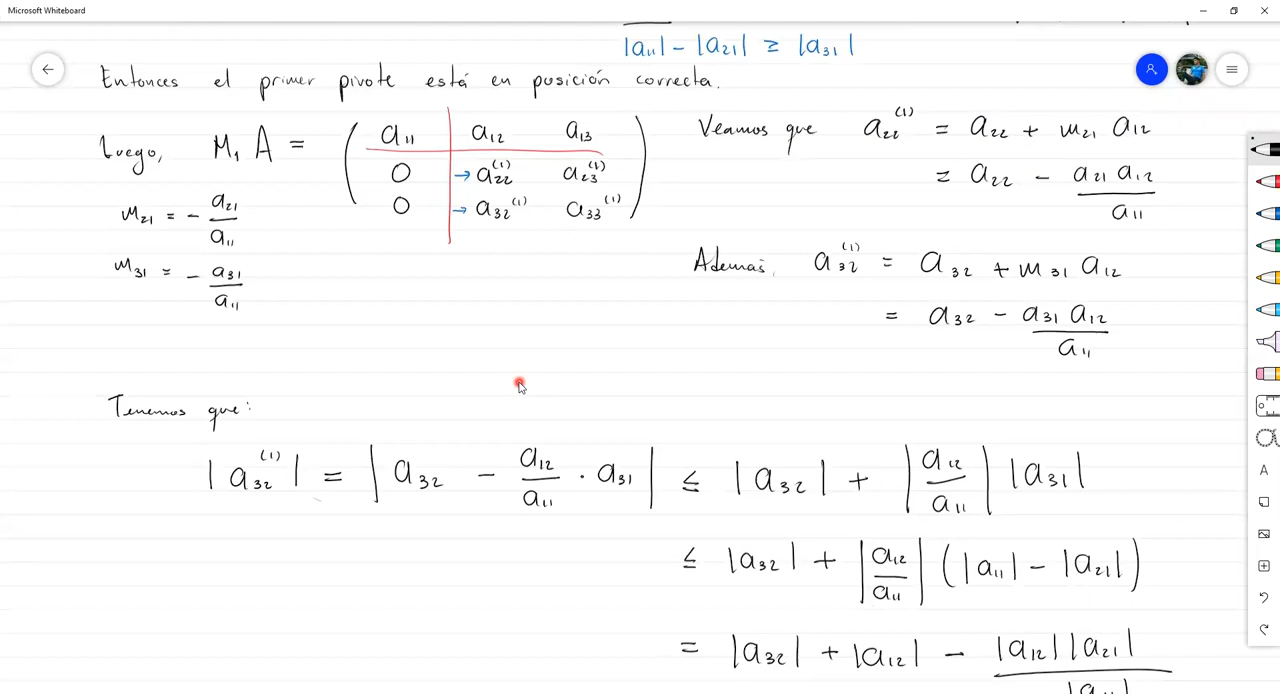 Microsoft Whiteboard
|a₁₁| - |a₂₁| ≥ |a₃₁|
Entonces el primer pivote está en posición correcta.
Luego, M₁ A = ( a₁₁ a₁₂ a₁₃
0 → a₂₂⁽¹⁾ a₂₃⁽¹⁾
0 → a₃₂⁽¹⁾ a₃₃⁽¹⁾ )
m₂₁ = - a₂₁ / a₁₁
m₃₁ = - a₃₁ / a₁₁
Veamos que a₂₂⁽¹⁾ = a₂₂ + m₂₁ a₁₂
= a₂₂ - a₂₁ a₁₂ / a₁₁
Además, a₃₂⁽¹⁾ = a₃₂ + m₃₁ a₁₂
= a₃₂ - a₃₁ a₁₂ / a₁₁
Tenemos que:
|a₃₂⁽¹⁾| = |a₃₂ - a₁₂ / a₁₁ · a₃₁| ≤ |a₃₂| + |a₁₂ / a₁₁| |a₃₁|
≤ |a₃₂| + |a₁₂ / a₁₁| (|a₁₁| - |a₂₁|)
= |a₃₂| + |a₁₂| - |a₁₂||a₂₁| / |a₁₁|
A